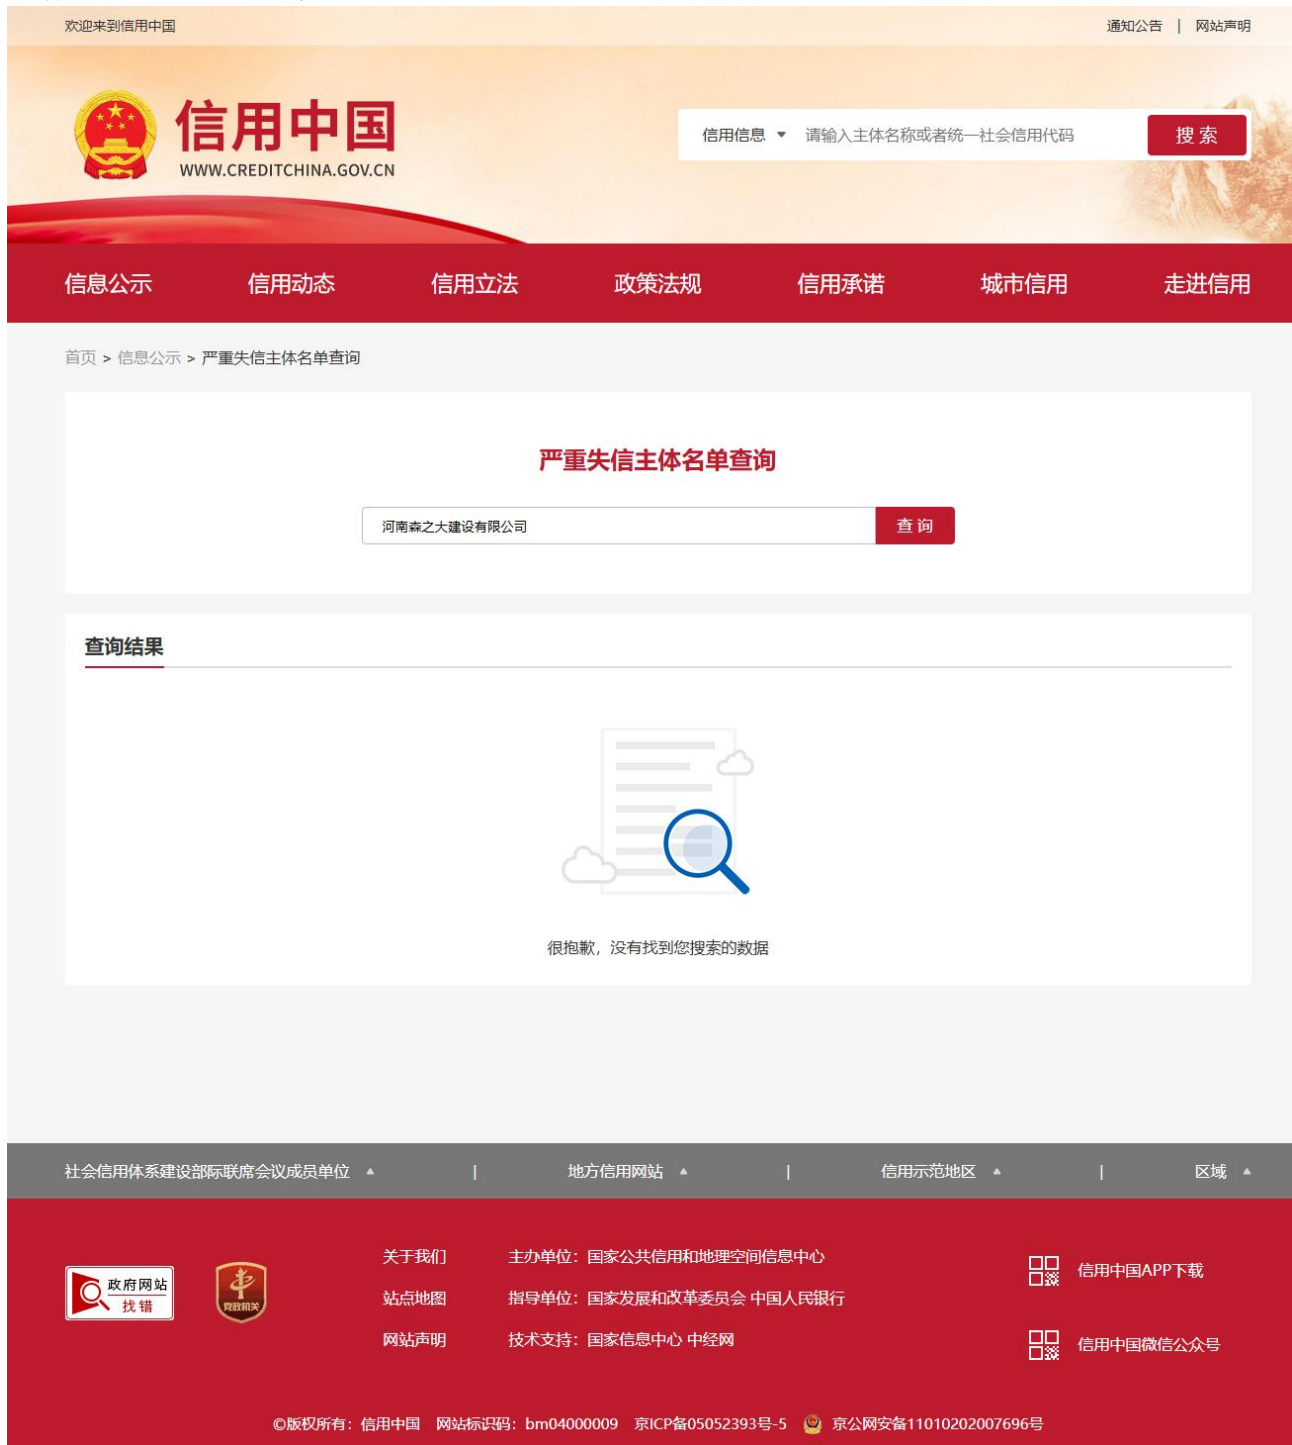 欢迎来到信用中国
通知公告 | 网站声明
信用中国
WWW.CREDITCHINA.GOV.CN
信用信息 请输入主体名称或者统一社会信用代码 搜索
信息公示 信用动态 信用立法 政策法规 信用承诺 城市信用 走进信用
首页 > 信息公示 > 严重失信主体名单查询
严重失信主体名单查询
河南森之大建设有限公司 查询
查询结果
很抱歉，没有找到您搜索的数据
社会信用体系建设部际联席会议成员单位 | 地方信用网站 | 信用示范地区 | 区域
政府网站
找错
党政机关
关于我们
站点地图
网站声明
主办单位：国家公共信用和地理空间信息中心
指导单位：国家发展和改革委员会 中国人民银行
技术支持：国家信息中心 中经网
信用中国APP下载
信用中国微信公众号
©版权所有：信用中国 网站标识码：bm04000009 京ICP备05052393号-5 京公网安备11010202007696号